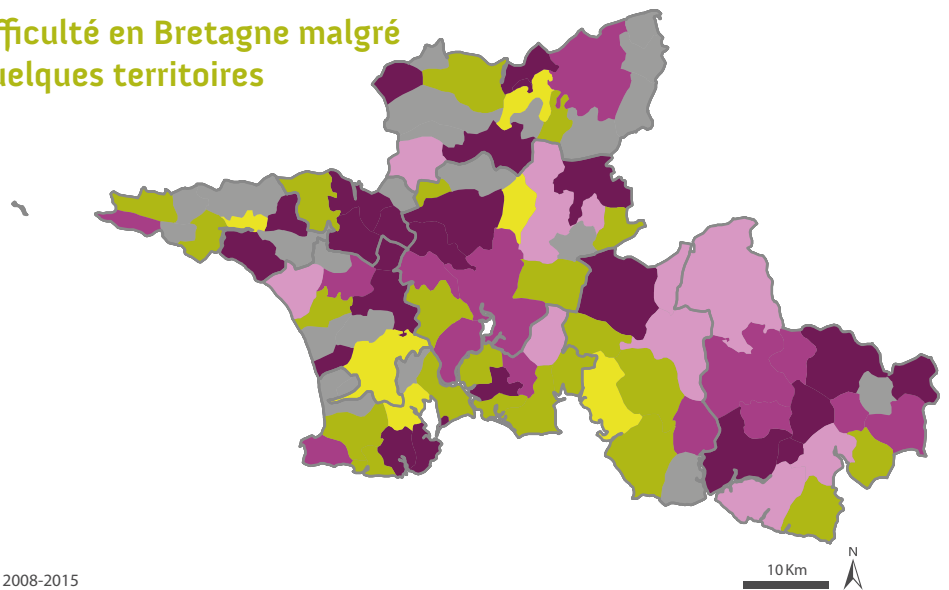 fficulté en Bretagne malgré
uelques territoires
2008-2015
10 Km
N